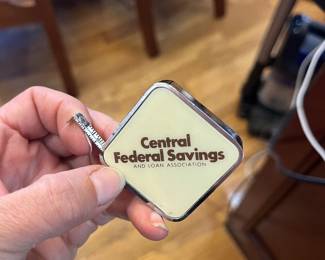 Central
Federal Savings
AND LOAN ASSOCIATION